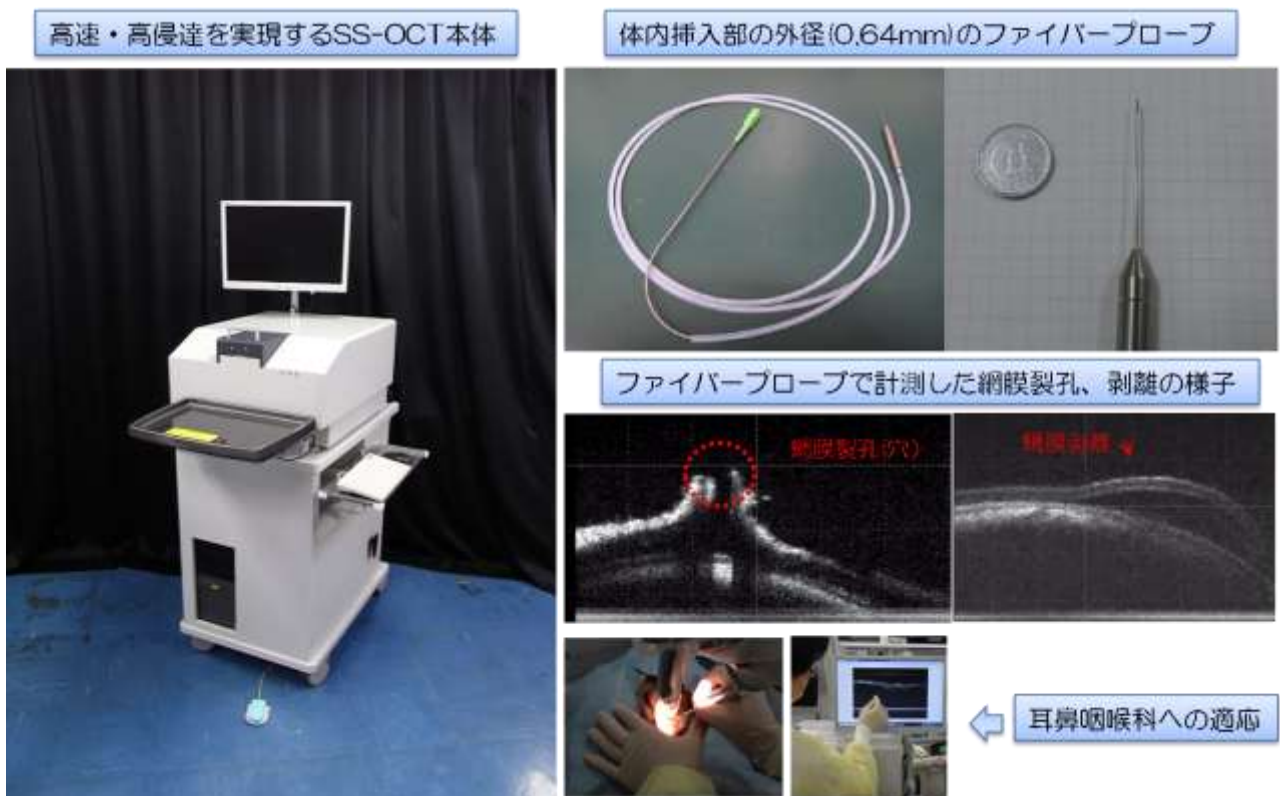 高速・高侵達を実現するSS-OCT本体
体内挿入部の外径(0.64mm)のファイバープローブ
ファイバープローブで計測した網膜裂孔、剥離の様子
網膜裂孔(穴)
網膜剥離
耳鼻咽喉科への適応